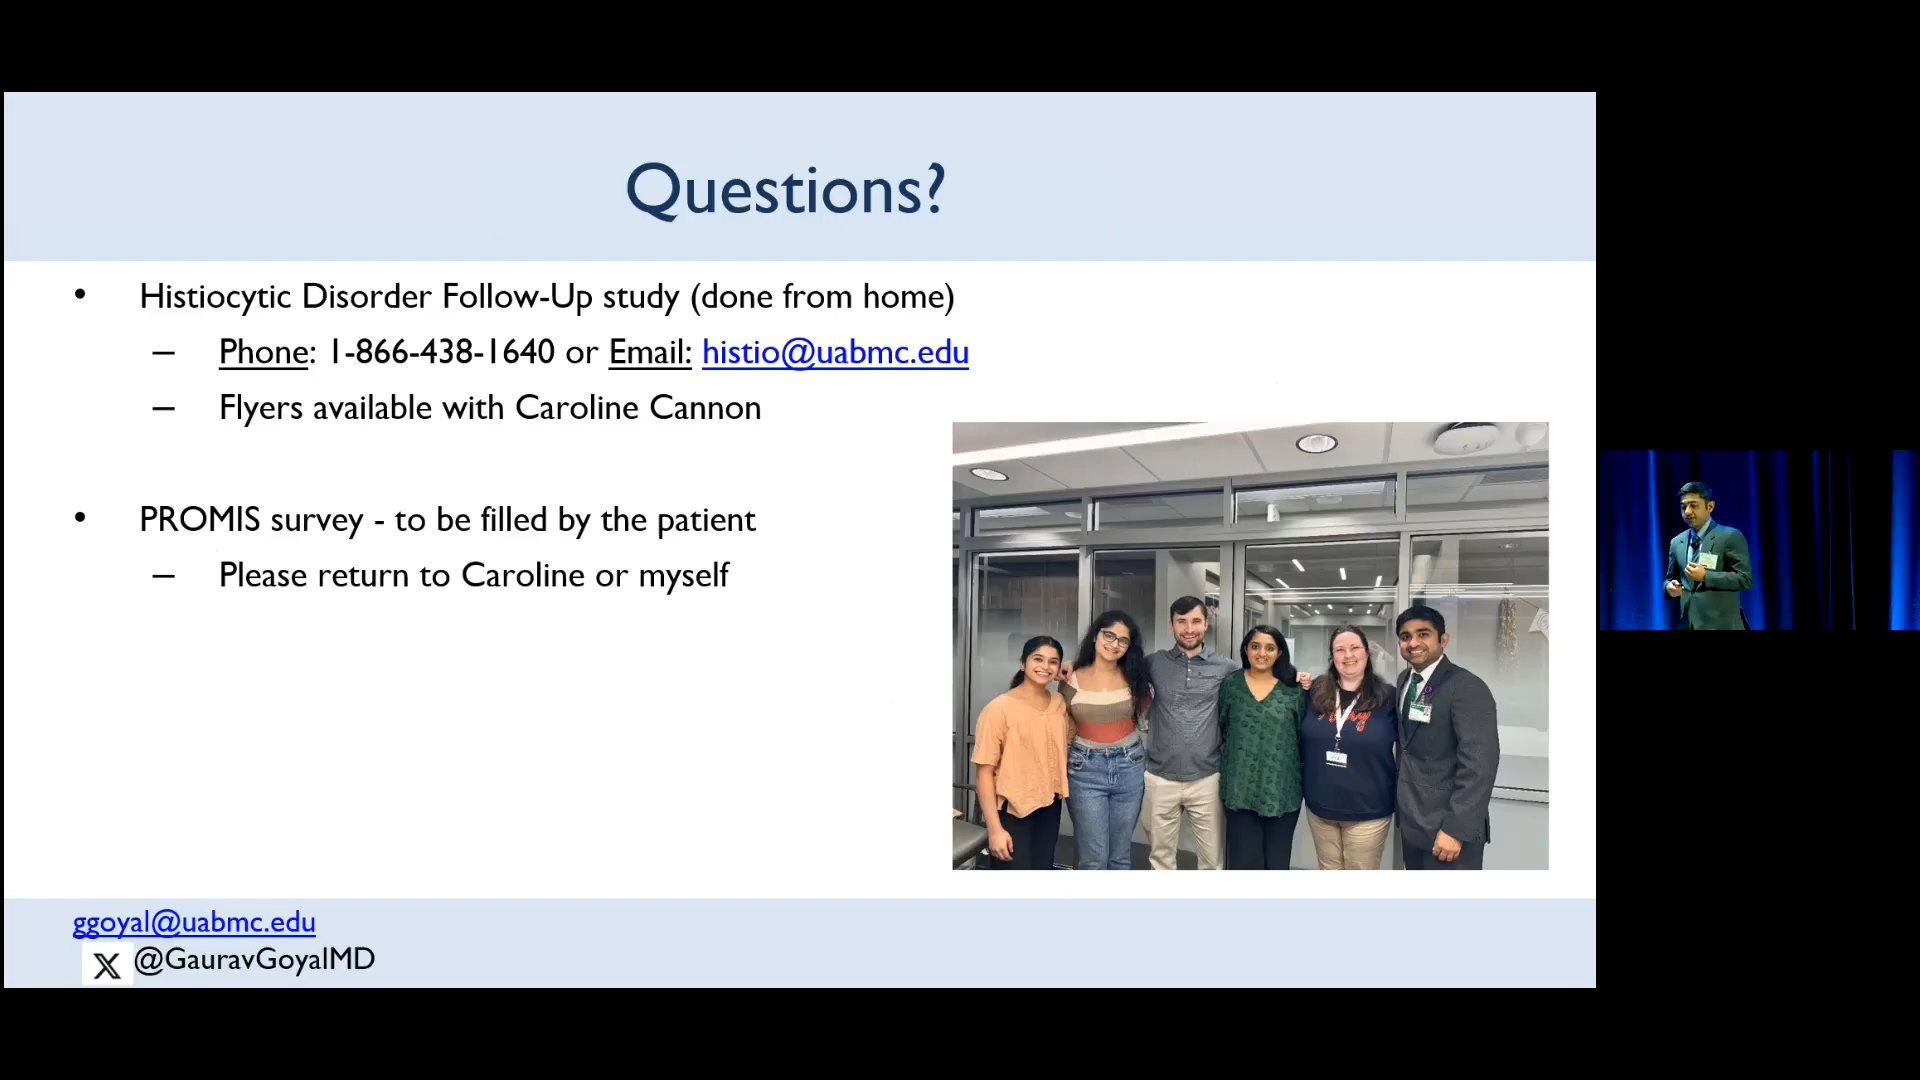 Questions?
• Histiocytic Disorder Follow-Up study (done from home)
– Phone: 1-866-438-1640 or Email: histio@uabmc.edu
– Flyers available with Caroline Cannon
• PROMIS survey - to be filled by the patient
– Please return to Caroline or myself
ggoyal@uabmc.edu
X @GauravGoyalMD